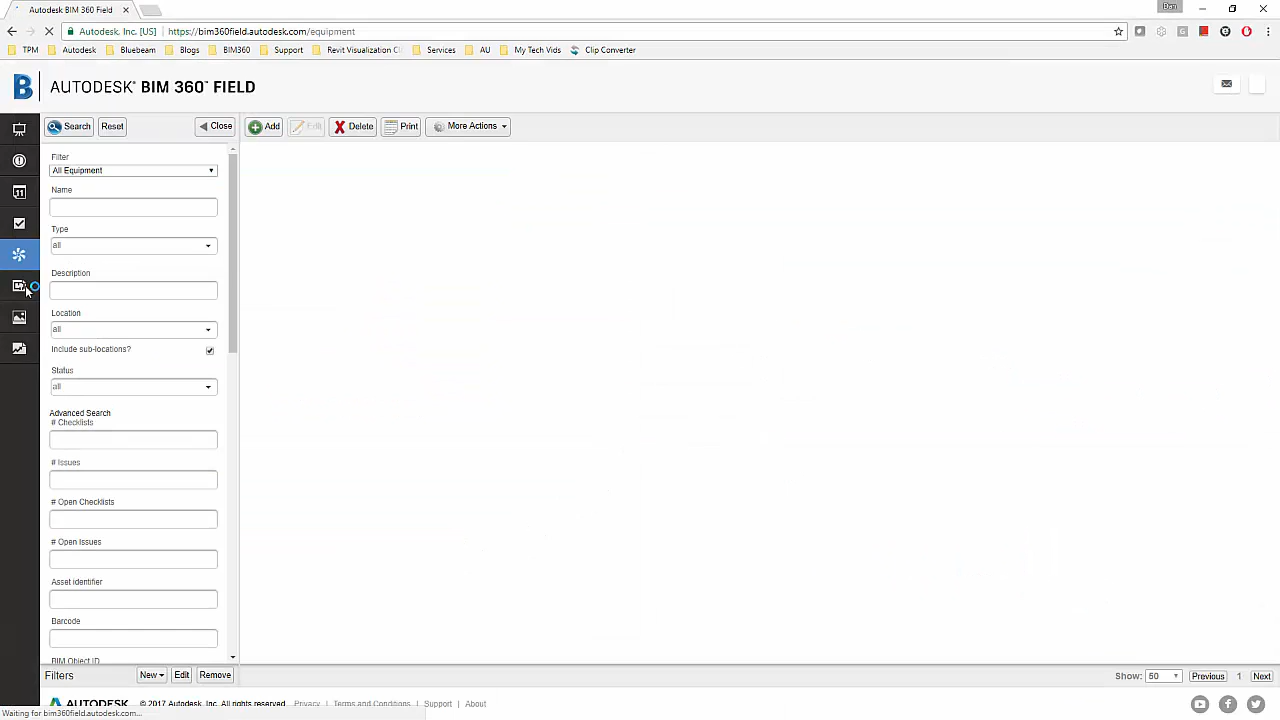 Autodesk BIM 360 Field
Dan
Autodesk, Inc. [US] https://bim360field.autodesk.com/equipment
TPM Autodesk Bluebeam Blogs BIM360 Support Revit Visualization Cl Services AU My Tech Vids Clip Converter
AUTODESK® BIM 360™ FIELD
Search Reset Close Add Edit Delete Print More Actions
Filter
All Equipment
Name
Type
all
Description
Location
all
Include sub-locations?
Status
all
Advanced Search
# Checklists
# Issues
# Open Checklists
# Open Issues
Asset identifier
Barcode
BIM Object ID
Filters New Edit Remove Show: 50 Previous 1 Next
AUTODESK © 2017 Autodesk, Inc. All rights reserved. Privacy | Terms and Conditions | Support | About
Waiting for bim360field.autodesk.com...